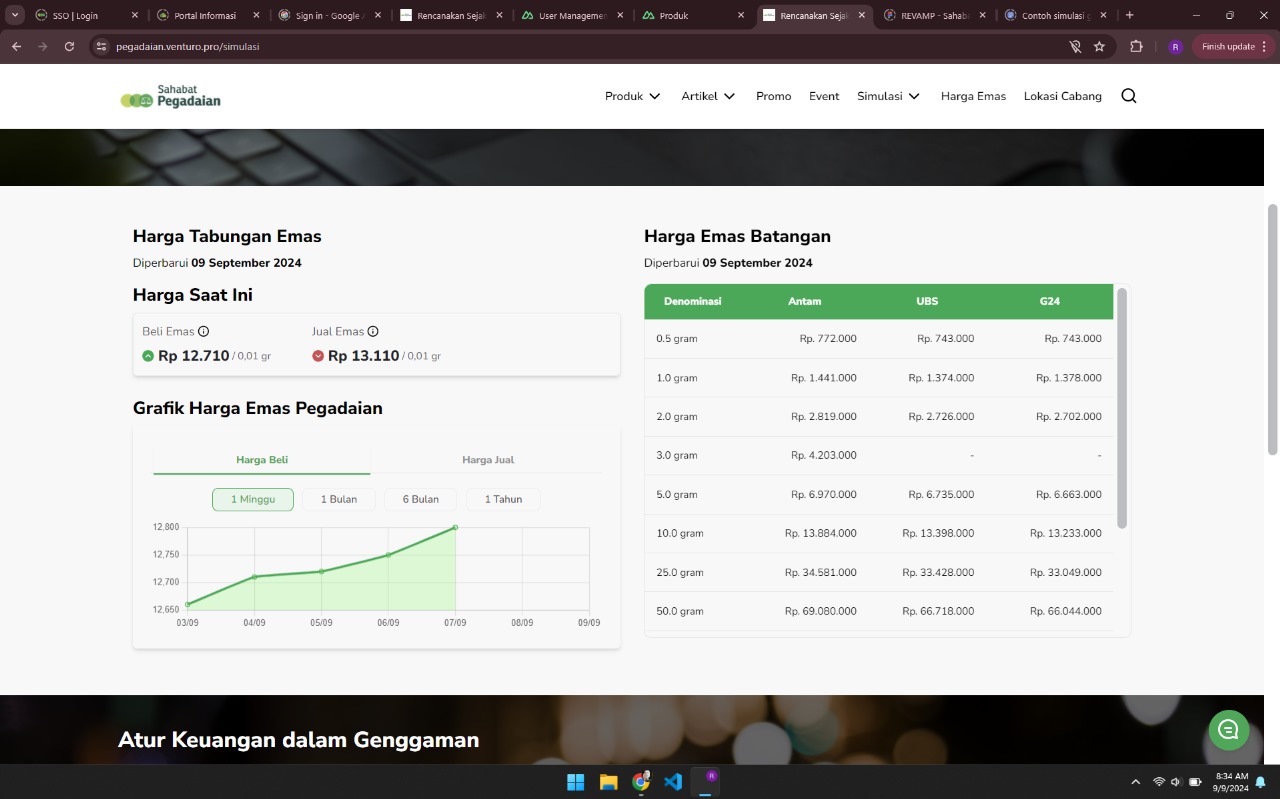 SSO | Login
Portal Informasi
Sign in - Google
Rencanakan Sejak
User Managemen
Produk
Rencanakan Sejak
REVAMP - Sahab
Contoh simulasi
pegadaian.venturo.pro/simulasi
R
Finish update
Sahabat
Pegadaian
Produk
Artikel
Promo
Event
Simulasi
Harga Emas
Lokasi Cabang
Harga Tabungan Emas
Diperbarui 09 September 2024
Harga Saat Ini
Beli Emas
Jual Emas
Rp 12.710 / 0,01 gr
Rp 13.110 / 0,01 gr
Grafik Harga Emas Pegadaian
Harga Beli
Harga Jual
1 Minggu
1 Bulan
6 Bulan
1 Tahun
12,800
12,750
12,700
12,650
03/09 04/09 05/09 06/09 07/09 08/09 09/09
Harga Emas Batangan
Diperbarui 09 September 2024
Denominasi Antam UBS G24
0.5 gram Rp. 772.000 Rp. 743.000 Rp. 743.000
1.0 gram Rp. 1.441.000 Rp. 1.374.000 Rp. 1.378.000
2.0 gram Rp. 2.819.000 Rp. 2.726.000 Rp. 2.702.000
3.0 gram Rp. 4.203.000 - -
5.0 gram Rp. 6.970.000 Rp. 6.735.000 Rp. 6.663.000
10.0 gram Rp. 13.884.000 Rp. 13.398.000 Rp. 13.233.000
25.0 gram Rp. 34.581.000 Rp. 33.428.000 Rp. 33.049.000
50.0 gram Rp. 69.080.000 Rp. 66.718.000 Rp. 66.044.000
Atur Keuangan dalam Genggaman
R
8:34 AM
9/9/2024